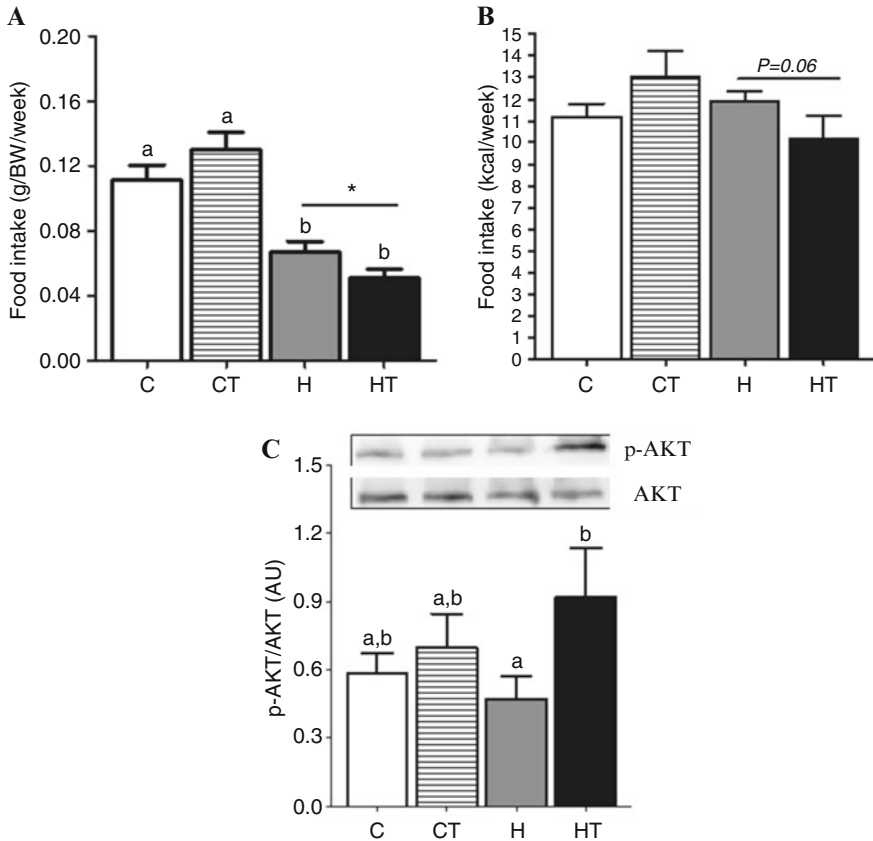 A
Food intake (g/BW/week)
0.20
0.16
0.12
0.08
0.04
0.00
a
a
b
*
b
C CT H HT
B
Food intake (kcal/week)
15
14
13
12
11
10
9
8
7
6
5
4
3
2
1
0
P=0.06
C CT H HT
C
p-AKT
AKT
p-AKT/AKT (AU)
1.5
1.2
0.9
0.6
0.3
0.0
a,b
a,b
a
b
C CT H HT